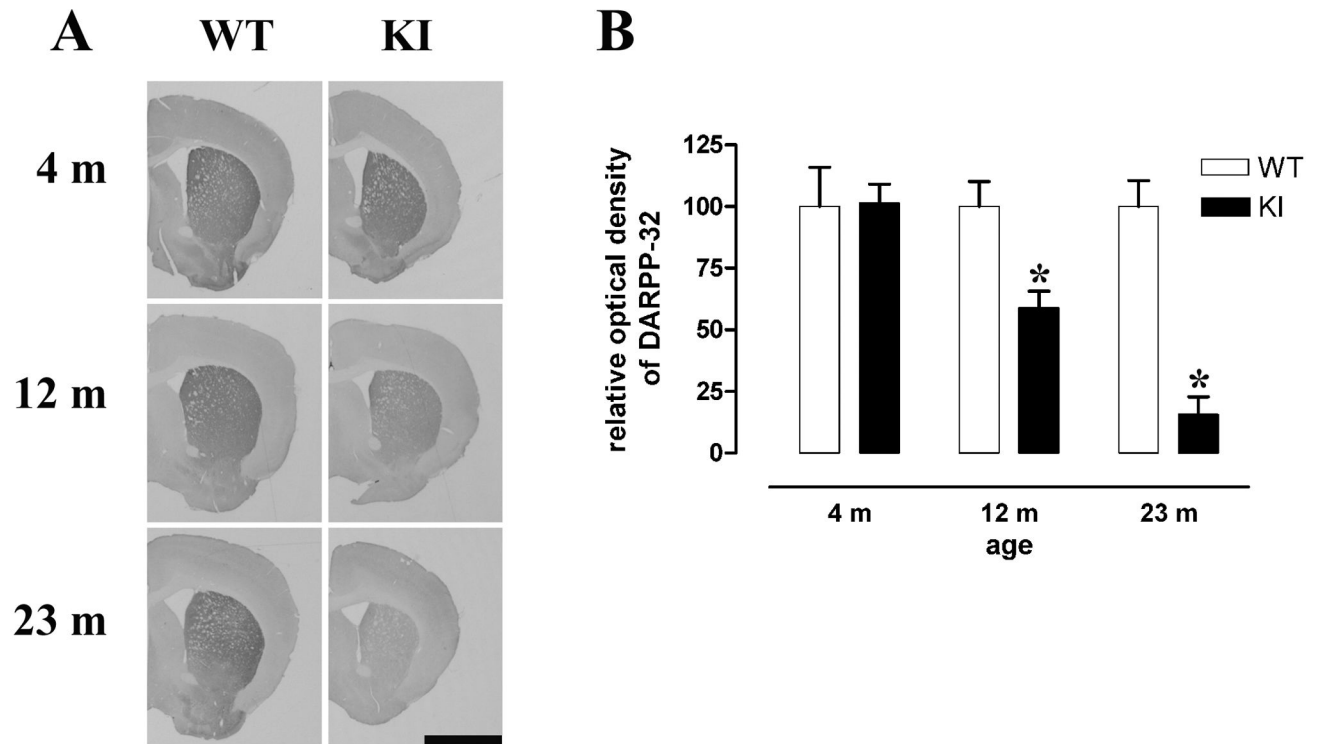 A
WT
KI
4 m
12 m
23 m
B
relative optical density
of DARPP-32
125
100
75
50
25
0
*
*
WT
KI
4 m
12 m
23 m
age